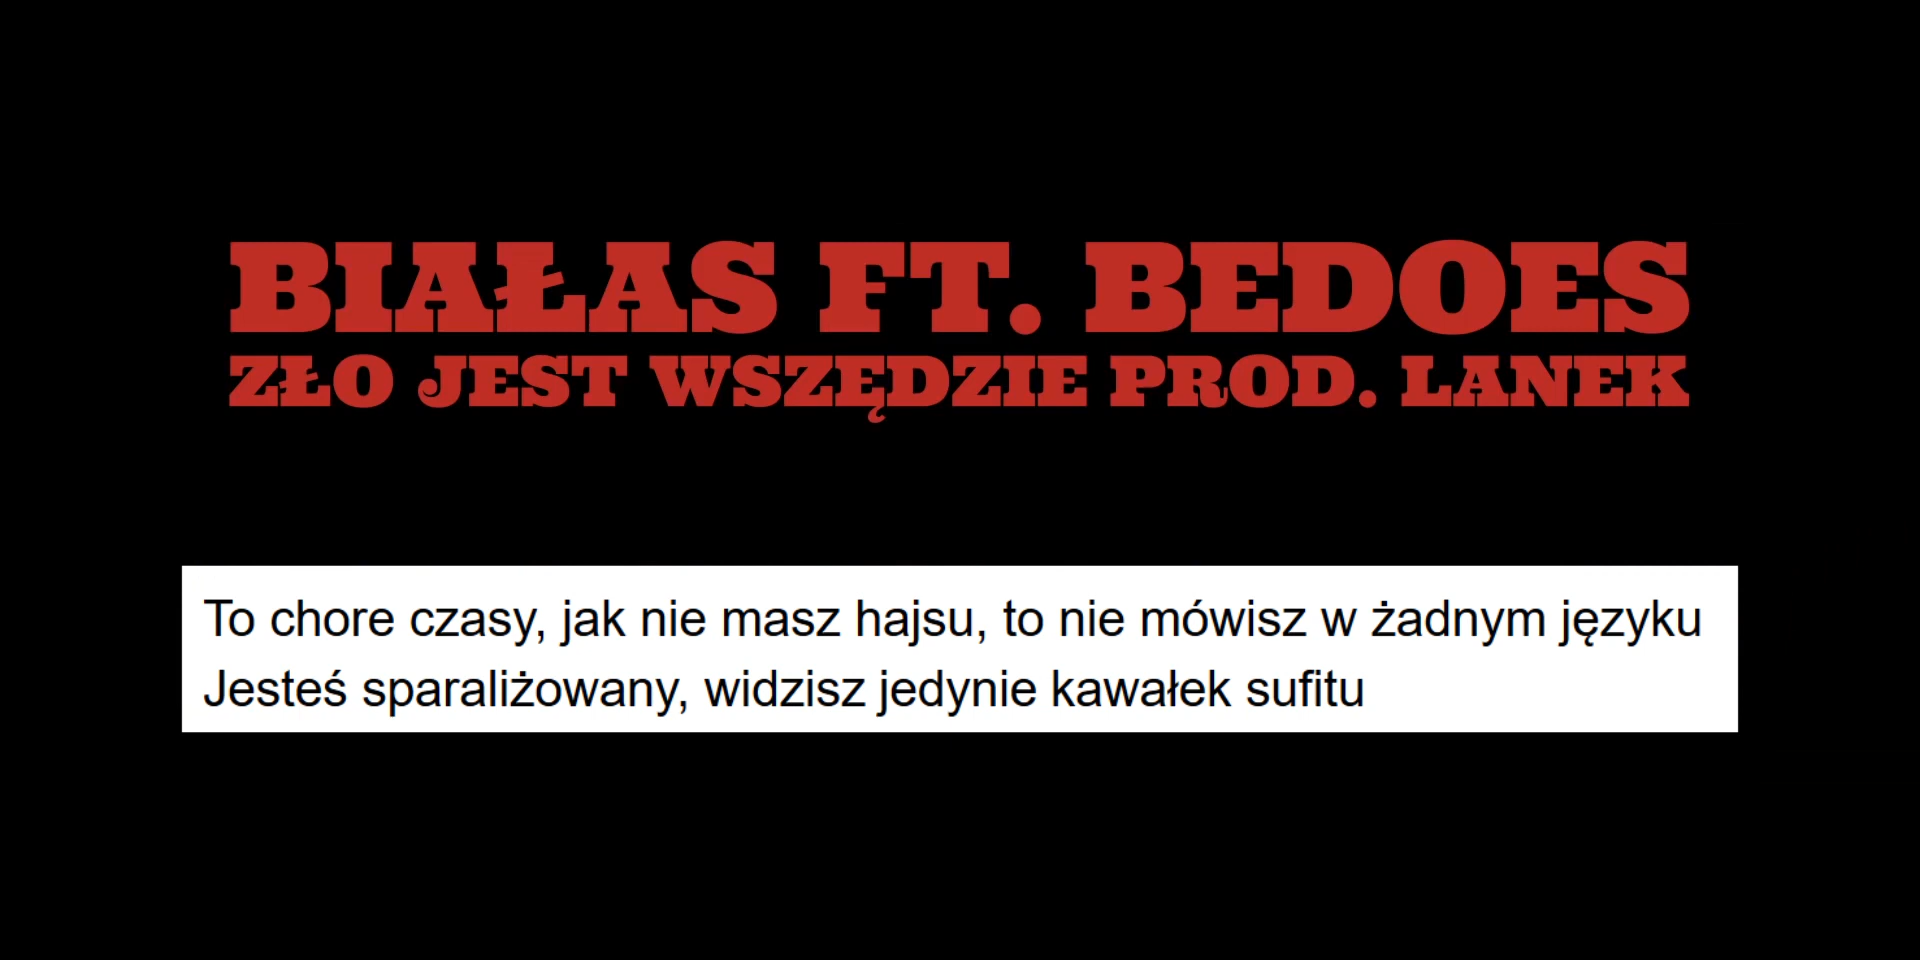 BIAŁAS FT. BEDOES
ZŁO JEST WSZĘDZIE PROD. LANEK
To chore czasy, jak nie masz hajsu, to nie mówisz w żadnym języku
Jesteś sparaliżowany, widzisz jedynie kawałek sufitu